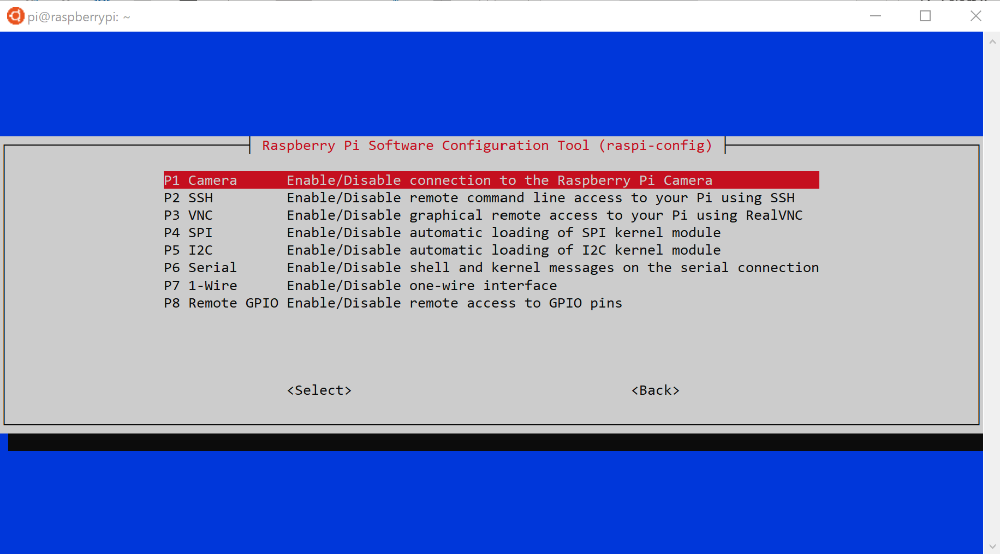 pi@raspberrypi: ~
Raspberry Pi Software Configuration Tool (raspi-config)
P1 Camera Enable/Disable connection to the Raspberry Pi Camera
P2 SSH Enable/Disable remote command line access to your Pi using SSH
P3 VNC Enable/Disable graphical remote access to your Pi using RealVNC
P4 SPI Enable/Disable automatic loading of SPI kernel module
P5 I2C Enable/Disable automatic loading of I2C kernel module
P6 Serial Enable/Disable shell and kernel messages on the serial connection
P7 1-Wire Enable/Disable one-wire interface
P8 Remote GPIO Enable/Disable remote access to GPIO pins
<Select> <Back>